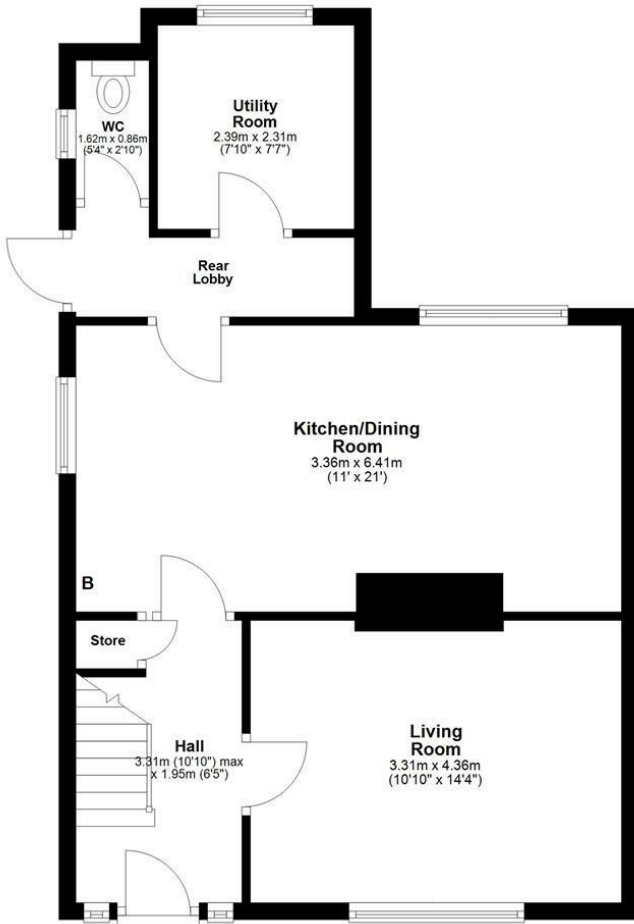 WC
1.62m x 0.86m
(5'4" x 2'10")
Utility
Room
2.39m x 2.31m
(7'10" x 7'7")
Rear
Lobby
Kitchen/Dining
Room
3.36m x 6.41m
(11' x 21')
B
Store
Hall
3.31m (10'10") max
x 1.95m (6'5")
Living
Room
3.31m x 4.36m
(10'10" x 14'4")